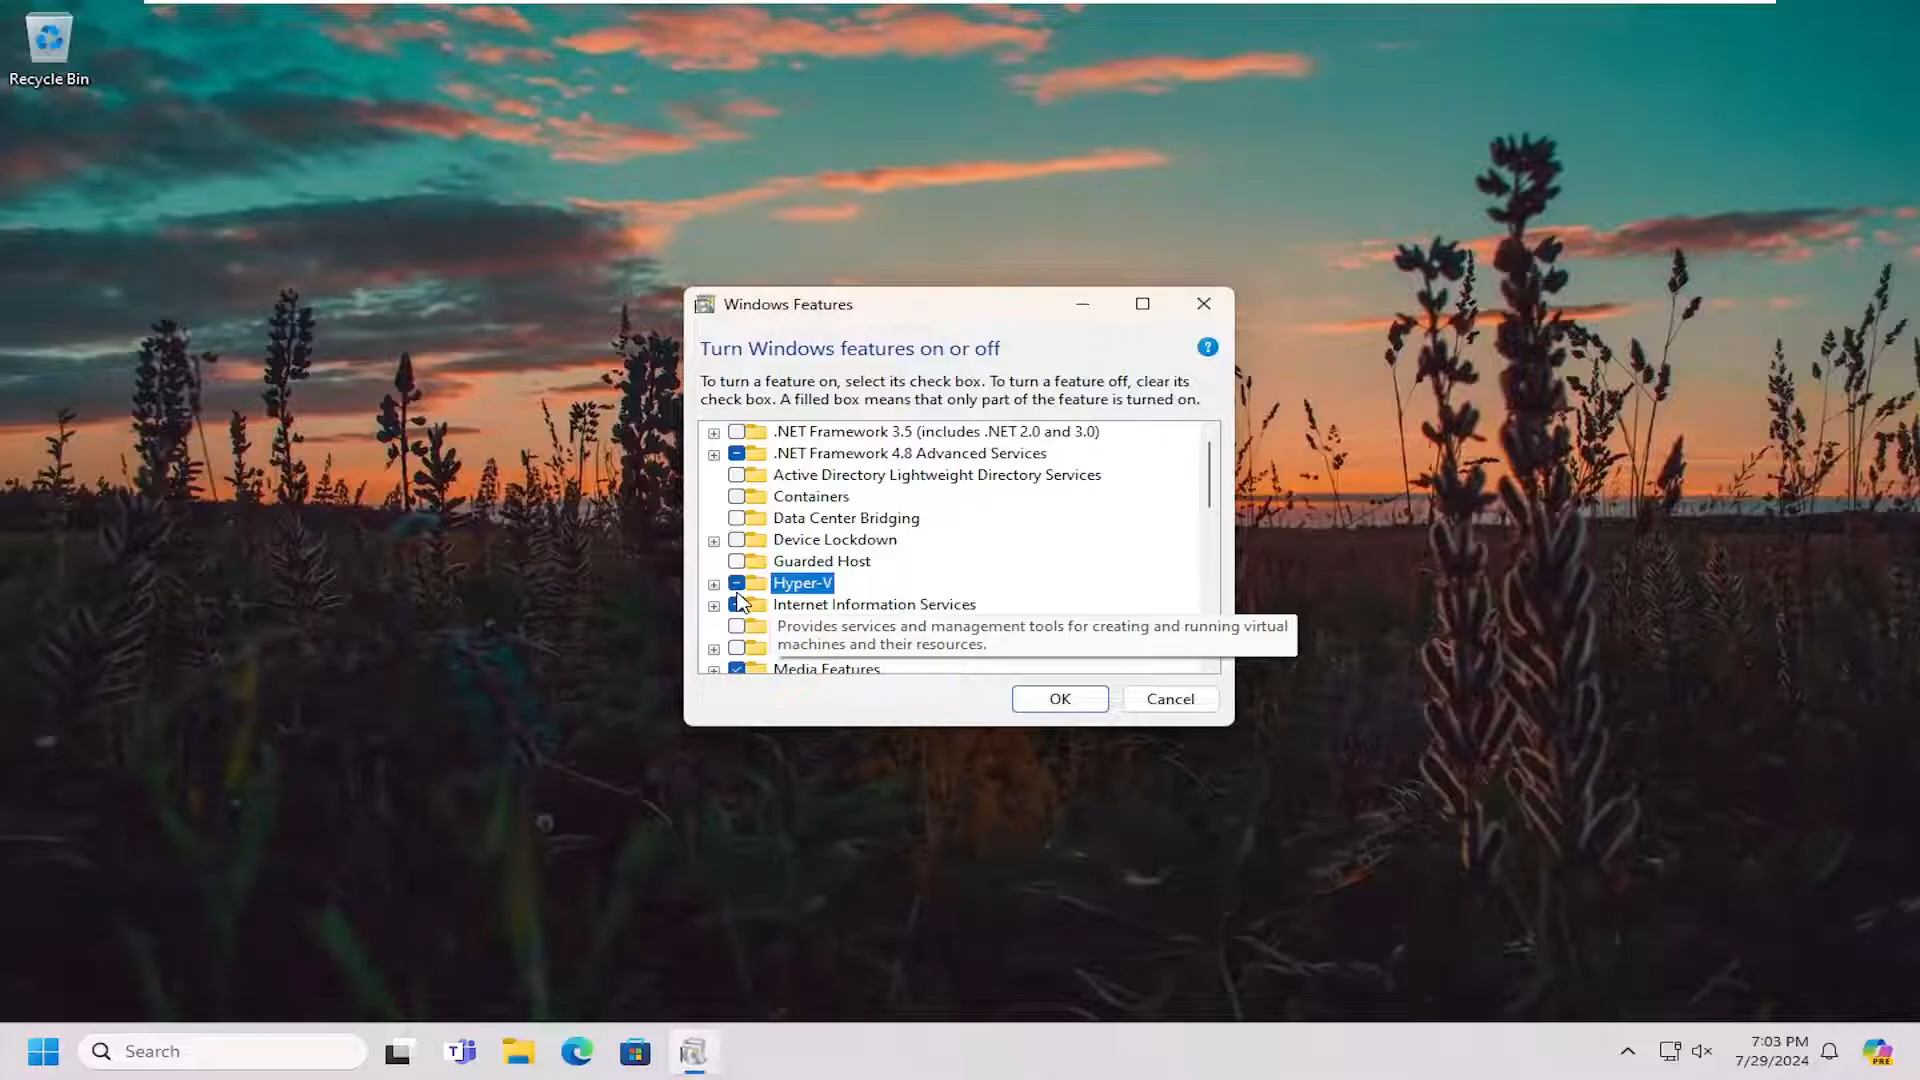 Recycle Bin
Windows Features
Turn Windows features on or off
?
To turn a feature on, select its check box. To turn a feature off, clear its
check box. A filled box means that only part of the feature is turned on.
.NET Framework 3.5 (includes .NET 2.0 and 3.0)
.NET Framework 4.8 Advanced Services
Active Directory Lightweight Directory Services
Containers
Data Center Bridging
Device Lockdown
Guarded Host
Hyper-V
Internet Information Services
Provides services and management tools for creating and running virtual
machines and their resources.
Media Features
OK
Cancel
Search
7:03 PM
7/29/2024
PRE